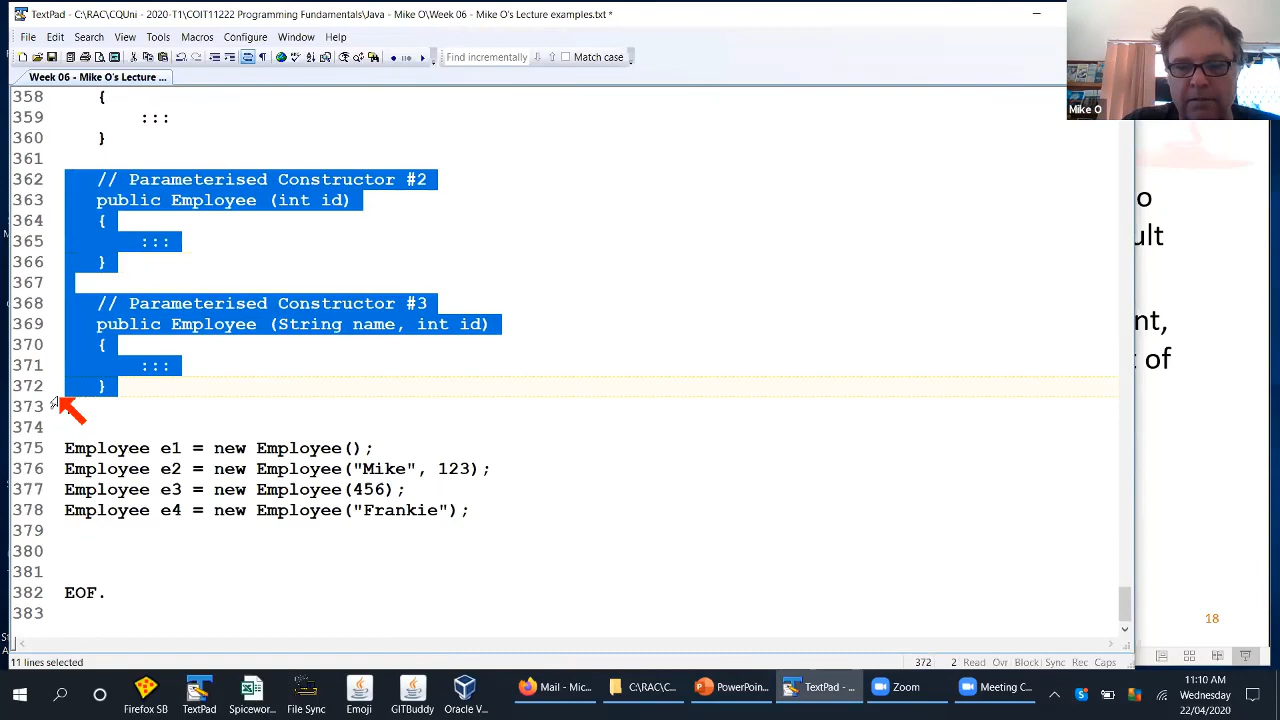 TextPad - C:\RAC\CQUni - 2020-T1\COIT11222 Programming Fundamentals\Java - Mike O\Week 06 - Mike O's Lecture examples.txt *
File Edit Search View Tools Macros Configure Window Help
Find incrementally Match case
Week 06 - Mike O's Lecture ...
Mike O
358 {
359 :::
360 }
361
362 // Parameterised Constructor #2
363 public Employee (int id)
364 {
365 :::
366 }
367
368 // Parameterised Constructor #3
369 public Employee (String name, int id)
370 {
371 :::
372 }
373
374
375 Employee e1 = new Employee();
376 Employee e2 = new Employee("Mike", 123);
377 Employee e3 = new Employee(456);
378 Employee e4 = new Employee("Frankie");
379
380
381
382 EOF.
383
o
ult
nt,
t of
18
11 lines selected 372 2 Read Ovr Block Sync Rec Caps
Firefox SB TextPad Spicewor... File Sync Emoji GITBuddy Oracle V... Mail - Mic... C:\RAC\C... PowerPoin... TextPad - ... Zoom Meeting C...
11:10 AM
Wednesday
22/04/2020